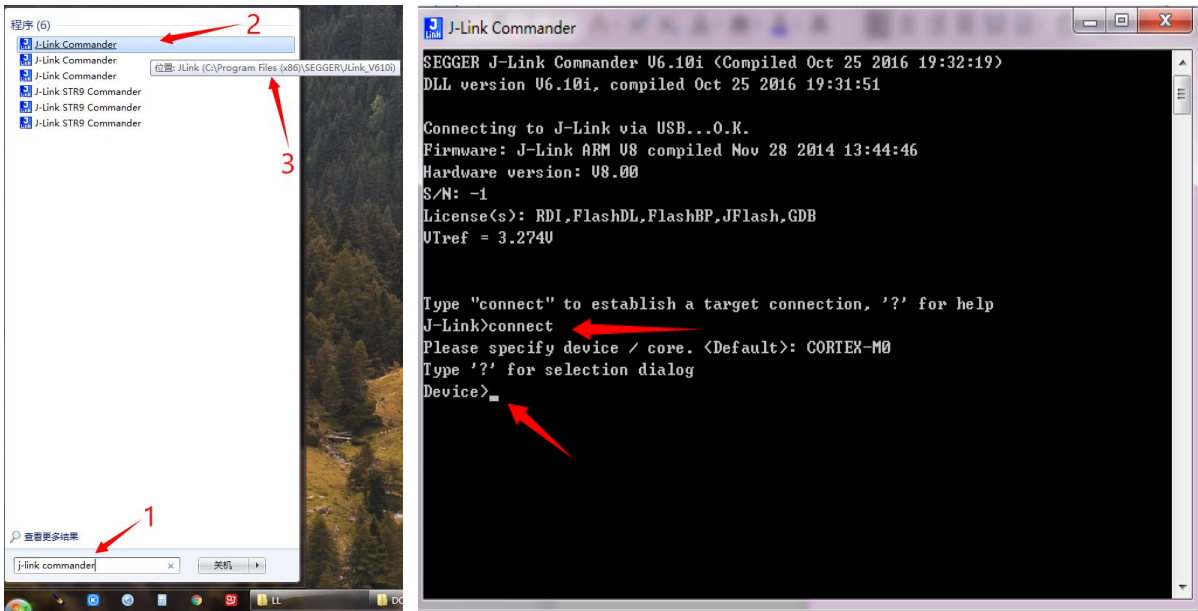 程序 (6)
2
J-Link Commander
J-Link Commander
位置: JLink (C:\Program Files (x86)\SEGGER\JLink_V610i)
J-Link Commander
J-Link STR9 Commander
J-Link STR9 Commander
J-Link STR9 Commander
3
1
查看更多结果
j-link commander
关机
LL
DO
J-Link Commander
SEGGER J-Link Commander V6.10i (Compiled Oct 25 2016 19:32:19)
DLL version V6.10i, compiled Oct 25 2016 19:31:51
Connecting to J-Link via USB...O.K.
Firmware: J-Link ARM V8 compiled Nov 28 2014 13:44:46
Hardware version: V8.00
S/N: -1
License(s): RDI,FlashDL,FlashBP,JFlash,GDB
VTref = 3.274V
Type "connect" to establish a target connection, '?' for help
J-Link>connect
Please specify device / core. <Default>: CORTEX-M0
Type '?' for selection dialog
Device>